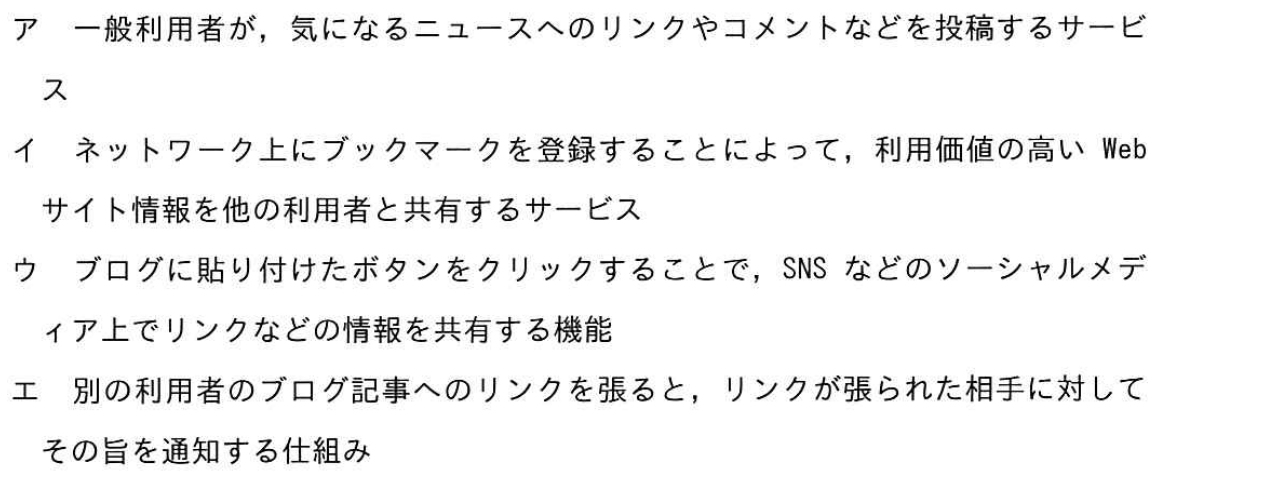 ア　一般利用者が，気になるニュースへのリンクやコメントなどを投稿するサービ
ス
イ　ネットワーク上にブックマークを登録することによって，利用価値の高い Web
サイト情報を他の利用者と共有するサービス
ウ　ブログに貼り付けたボタンをクリックすることで，SNS などのソーシャルメデ
ィア上でリンクなどの情報を共有する機能
エ　別の利用者のブログ記事へのリンクを張ると，リンクが張られた相手に対して
その旨を通知する仕組み